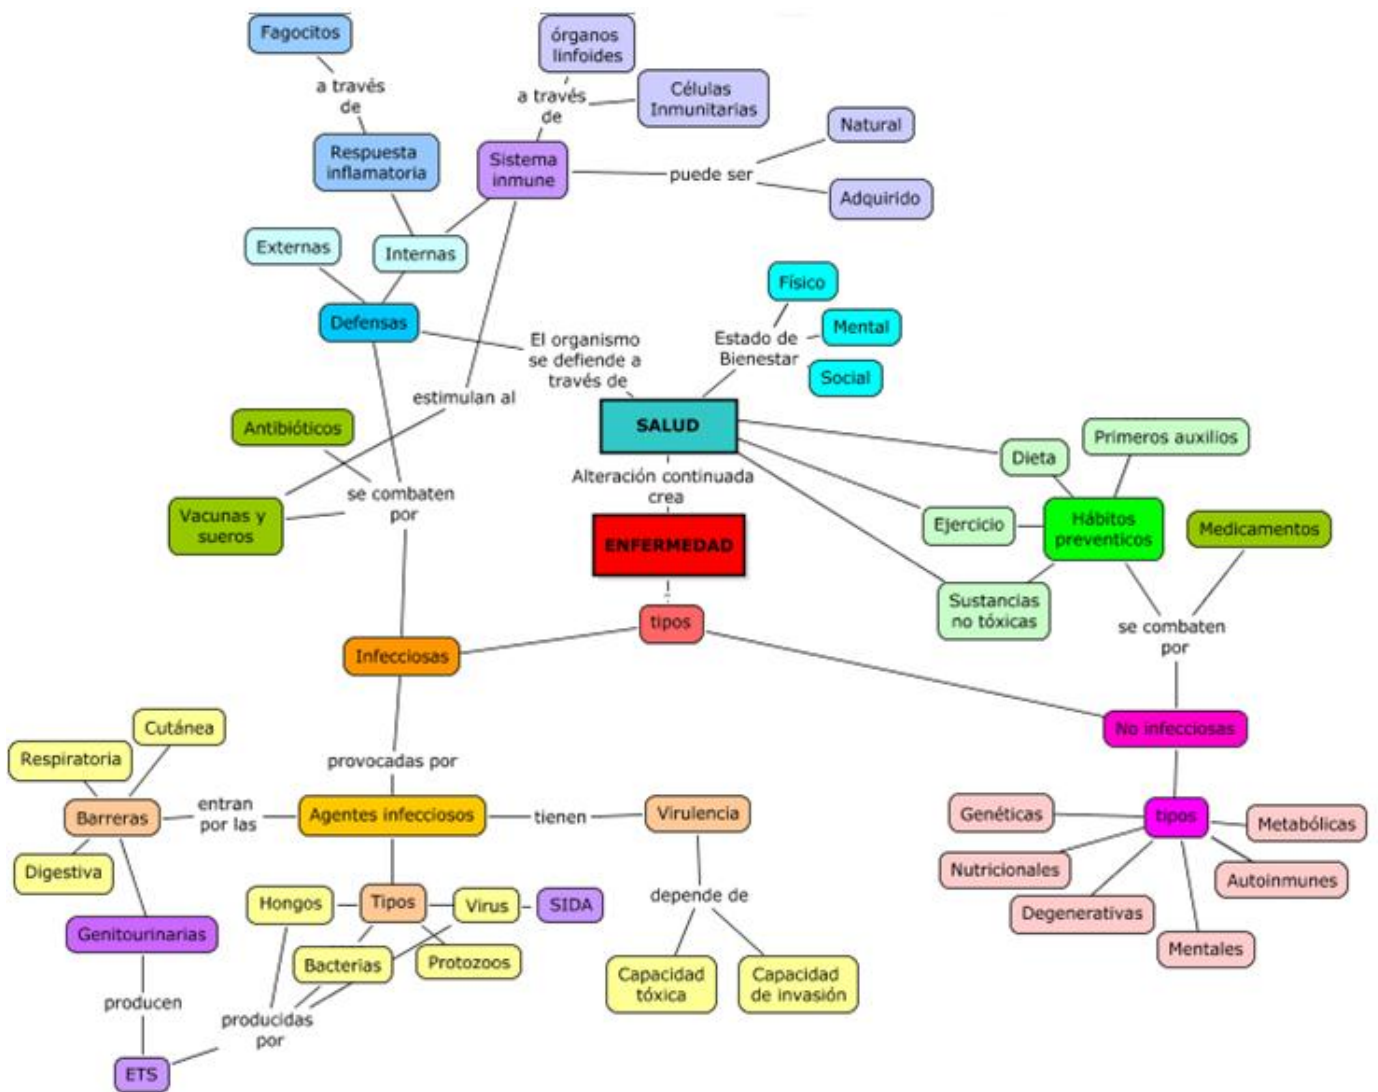 Fagocitos
órganos
linfoides
a través
de
a través
de
Células
Inmunitarias
Natural
Respuesta
inflamatoria
Sistema
inmune
puede ser
Adquirido
Externas
Internas
Físico
Defensas
El organismo
se defiende a
través de
Estado de
Bienestar
Mental
Social
estimulan al
Antibióticos
SALUD
Primeros auxilios
Dieta
Alteración continuada
crea
se combaten
por
Vacunas y
sueros
Ejercicio
Hábitos
preventicos
Medicamentos
ENFERMEDAD
Sustancias
no tóxicas
tipos
se combaten
por
Infecciosas
No infecciosas
Cutánea
Respiratoria
provocadas por
Barreras
entran
por las
Agentes infecciosos
tienen
Virulencia
Genéticas
tipos
Metabólicas
Digestiva
Nutricionales
Autoinmunes
Hongos
Tipos
Virus
SIDA
depende de
Degenerativas
Genitourinarias
Mentales
Bacterias
Protozoos
Capacidad
tóxica
Capacidad
de invasión
producen
producidas
por
ETS